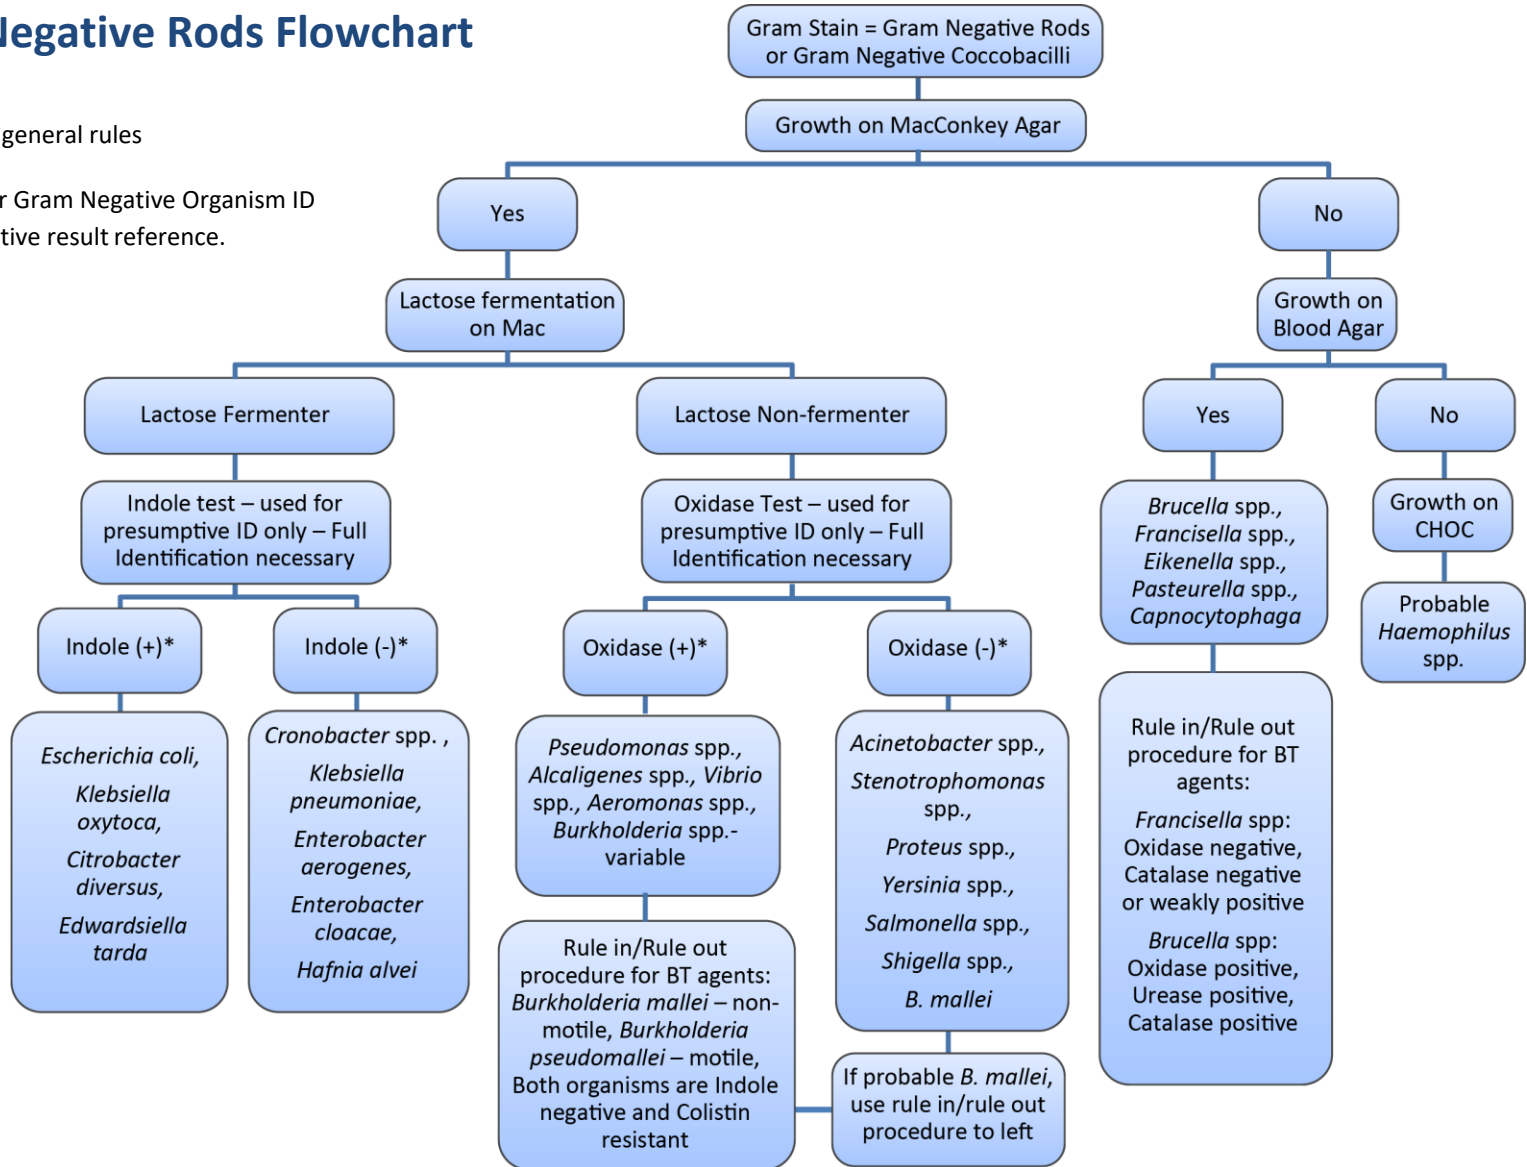 Negative Rods Flowchart
general rules
r Gram Negative Organism ID
tive result reference.
Gram Stain = Gram Negative Rods
or Gram Negative Coccobacilli
Growth on MacConkey Agar
Yes
No
Lactose fermentation
on Mac
Growth on
Blood Agar
Lactose Fermenter
Lactose Non-fermenter
Yes
No
Indole test – used for
presumptive ID only – Full
Identification necessary
Oxidase Test – used for
presumptive ID only – Full
Identification necessary
Brucella spp.,
Francisella spp.,
Eikenella spp.,
Pasteurella spp.,
Capnocytophaga
Growth on
CHOC
Probable
Haemophilus
spp.
Indole (+)*
Indole (-)*
Oxidase (+)*
Oxidase (-)*
Escherichia coli,
Klebsiella
oxytoca,
Citrobacter
diversus,
Edwardsiella
tarda
Cronobacter spp. ,
Klebsiella
pneumoniae,
Enterobacter
aerogenes,
Enterobacter
cloacae,
Hafnia alvei
Pseudomonas spp.,
Alcaligenes spp., Vibrio
spp., Aeromonas spp.,
Burkholderia spp.-
variable
Acinetobacter spp.,
Stenotrophomonas
spp.,
Proteus spp.,
Yersinia spp.,
Salmonella spp.,
Shigella spp.,
B. mallei
Rule in/Rule out
procedure for BT
agents:
Francisella spp:
Oxidase negative,
Catalase negative
or weakly positive
Brucella spp:
Oxidase positive,
Urease positive,
Catalase positive
Rule in/Rule out
procedure for BT agents:
Burkholderia mallei – non-
motile, Burkholderia
pseudomallei – motile,
Both organisms are Indole
negative and Colistin
resistant
If probable B. mallei,
use rule in/rule out
procedure to left